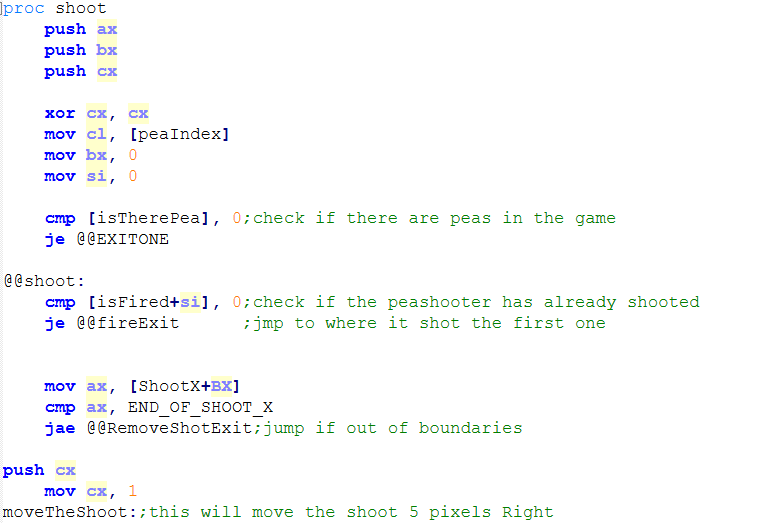 proc shoot
push ax
push bx
push cx
xor cx, cx
mov cl, [peaIndex]
mov bx, 0
mov si, 0
cmp [isTherePea], 0;check if there are peas in the game
je @@EXITONE
@@shoot:
cmp [isFired+si], 0;check if the peashooter has already shooted
je @@fireExit ;jmp to where it shot the first one
mov ax, [ShootX+BX]
cmp ax, END_OF_SHOOT_X
jae @@RemoveShotExit;jump if out of boundaries
push cx
mov cx, 1
moveTheShoot:;this will move the shoot 5 pixels Right